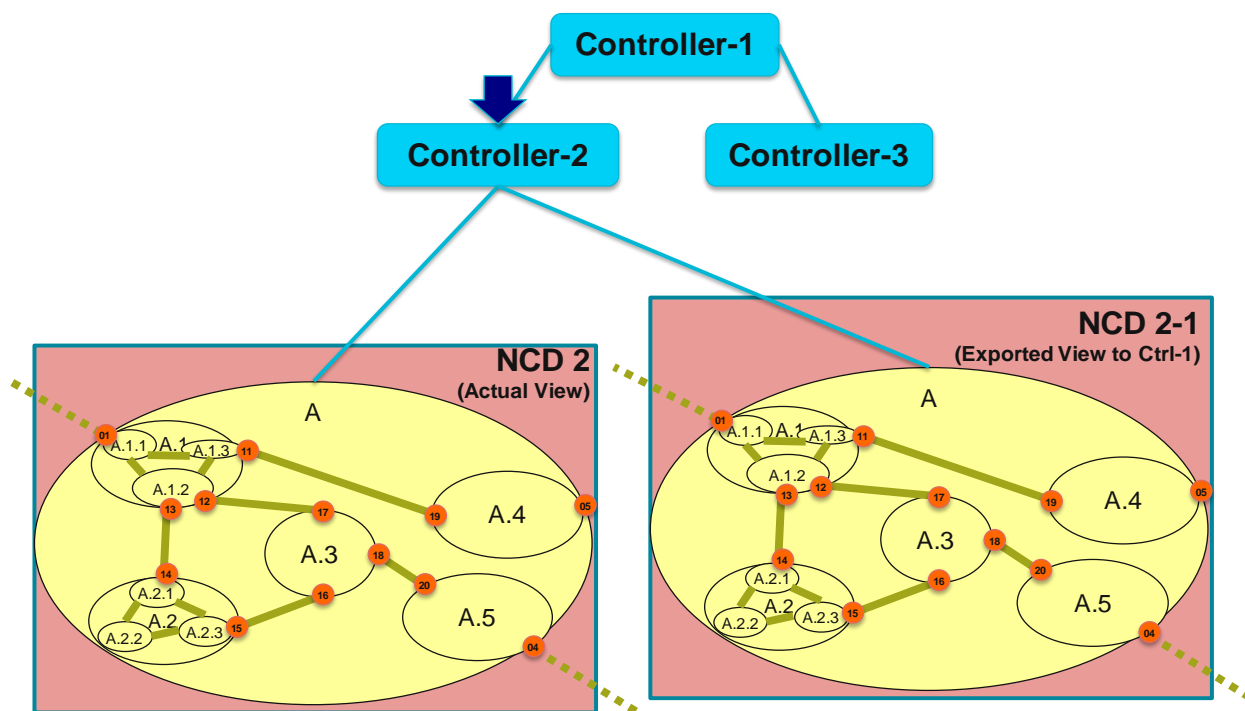 Controller-1
Controller-2
Controller-3
NCD 2
(Actual View)
A
01
A.1.1
A.1
A.1.3
11
A.1.2
12
13
17
19
A.4
05
A.3
18
14
16
20
A.2.1
A.2
A.2.2
A.2.3
15
A.5
04
NCD 2-1
(Exported View to Ctrl-1)
A
01
A.1.1
A.1
A.1.3
11
A.1.2
12
13
17
19
A.4
05
A.3
18
14
16
20
A.2.1
A.2
A.2.2
A.2.3
15
A.5
04